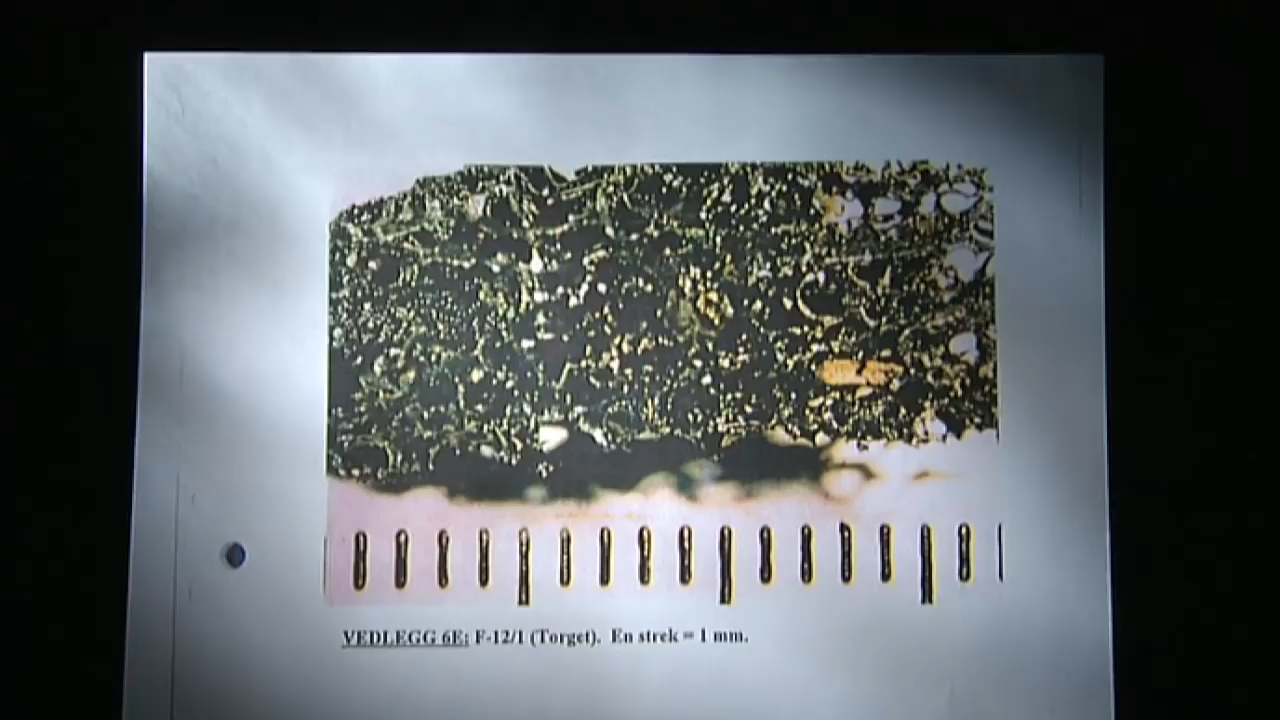 VEDLEGG 6E: F-12/1 (Torget). En strek = 1 mm.